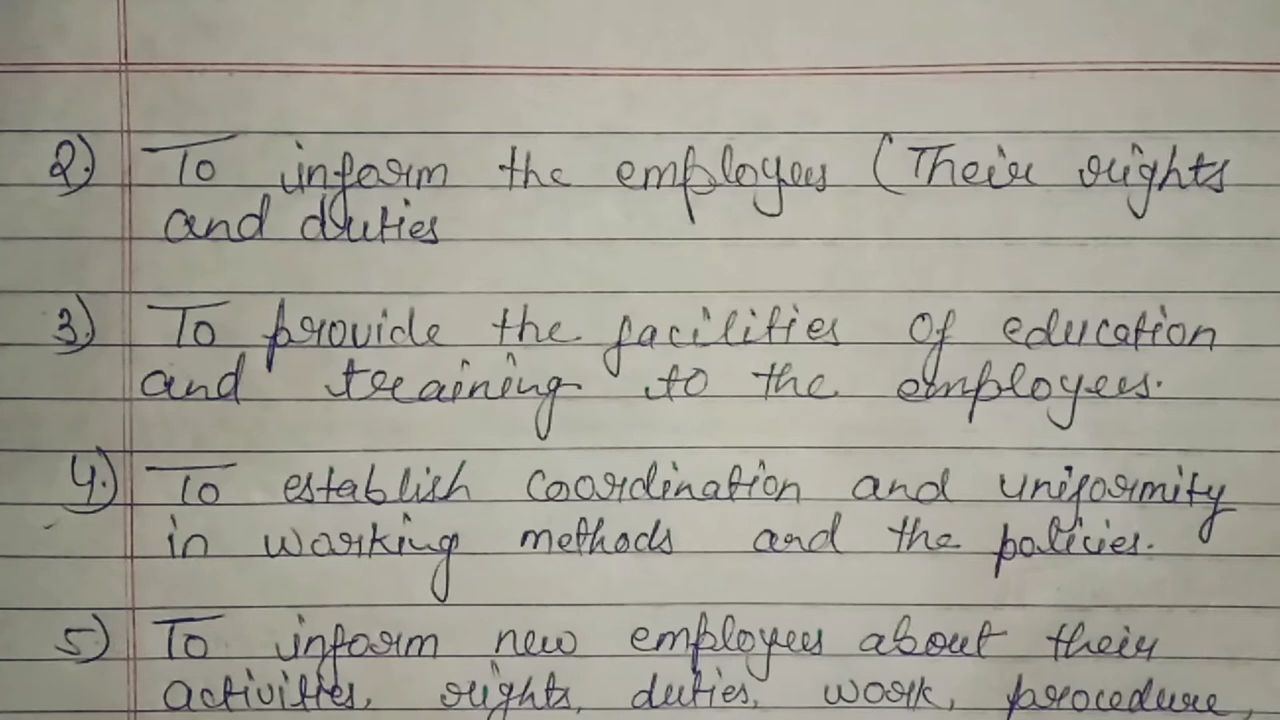 2) To inform the employees (Their rights
and duties
3.) To provide the facilities of education
and training to the employees.
4.) To establish coordination and uniformity
in working methods and the policies.
5) To inform new employees about their
activities, rights, duties, work, procedure,